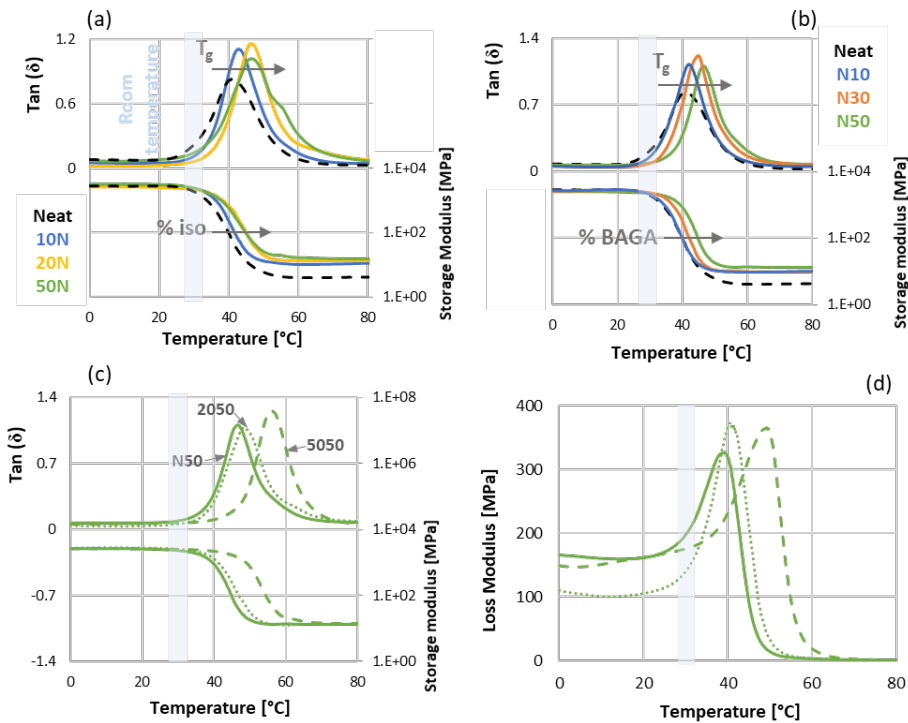 (a)
1.2
0.6
0
Tan (δ)
Room
temperature
Tg
1.E+04
1.E+02
1.E+00
Storage Modulus [MPa]
% iso
Neat
10N
20N
50N
0 20 40 60 80
Temperature [°C]
(b)
1.4
0.7
0
Tan (δ)
Tg
Neat
N10
N30
N50
1.E+04
1.E+02
1.E+00
Storage Modulus [MPa]
% BAGA
0 20 40 60 80
Temperature [°C]
(c)
1.4
0.7
0
-0.7
-1.4
Tan (δ)
2050
N50
5050
1.E+08
1.E+06
1.E+04
1.E+02
1.E+00
Storage modulus [MPa]
0 20 40 60 80
Temperature [°C]
(d)
400
300
200
100
0
Loss Modulus [MPa]
0 20 40 60 80
Temperature [°C]